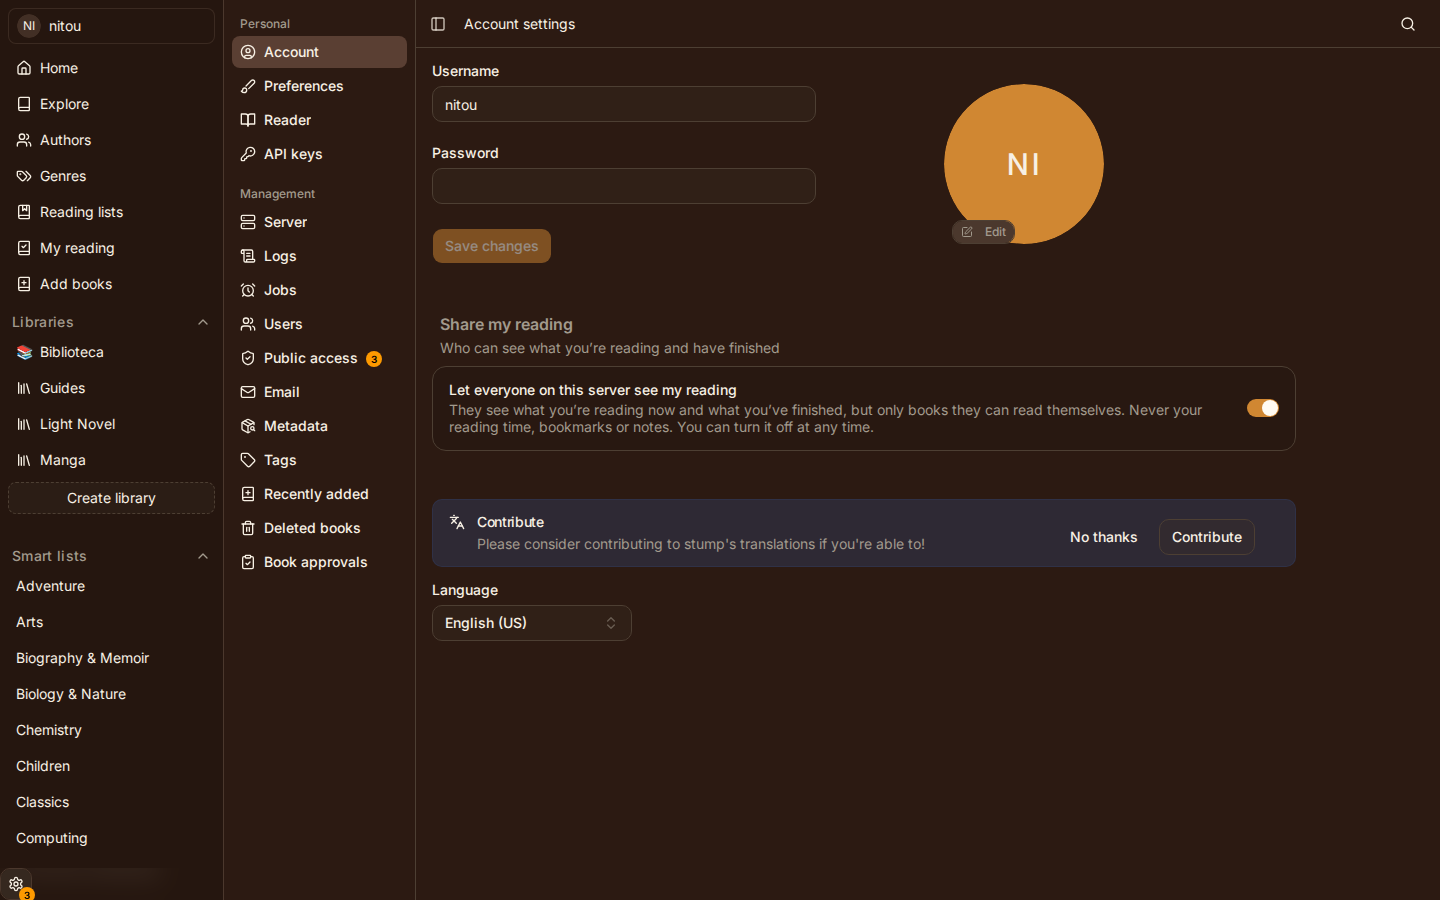 NI nitou
Home
Explore
Authors
Genres
Reading lists
My reading
Add books
Libraries
Biblioteca
Guides
Light Novel
Manga
Create library
Smart lists
Adventure
Arts
Biography & Memoir
Biology & Nature
Chemistry
Children
Classics
Computing
3
Personal
Account
Preferences
Reader
API keys
Management
Server
Logs
Jobs
Users
Public access 3
Email
Metadata
Tags
Recently added
Deleted books
Book approvals
Account settings
Username
nitou
Password
Save changes
NI
Edit
Share my reading
Who can see what you’re reading and have finished
Let everyone on this server see my reading
They see what you’re reading now and what you’ve finished, but only books they can read themselves. Never your
reading time, bookmarks or notes. You can turn it off at any time.
Contribute
Please consider contributing to stump's translations if you're able to!
No thanks
Contribute
Language
English (US)